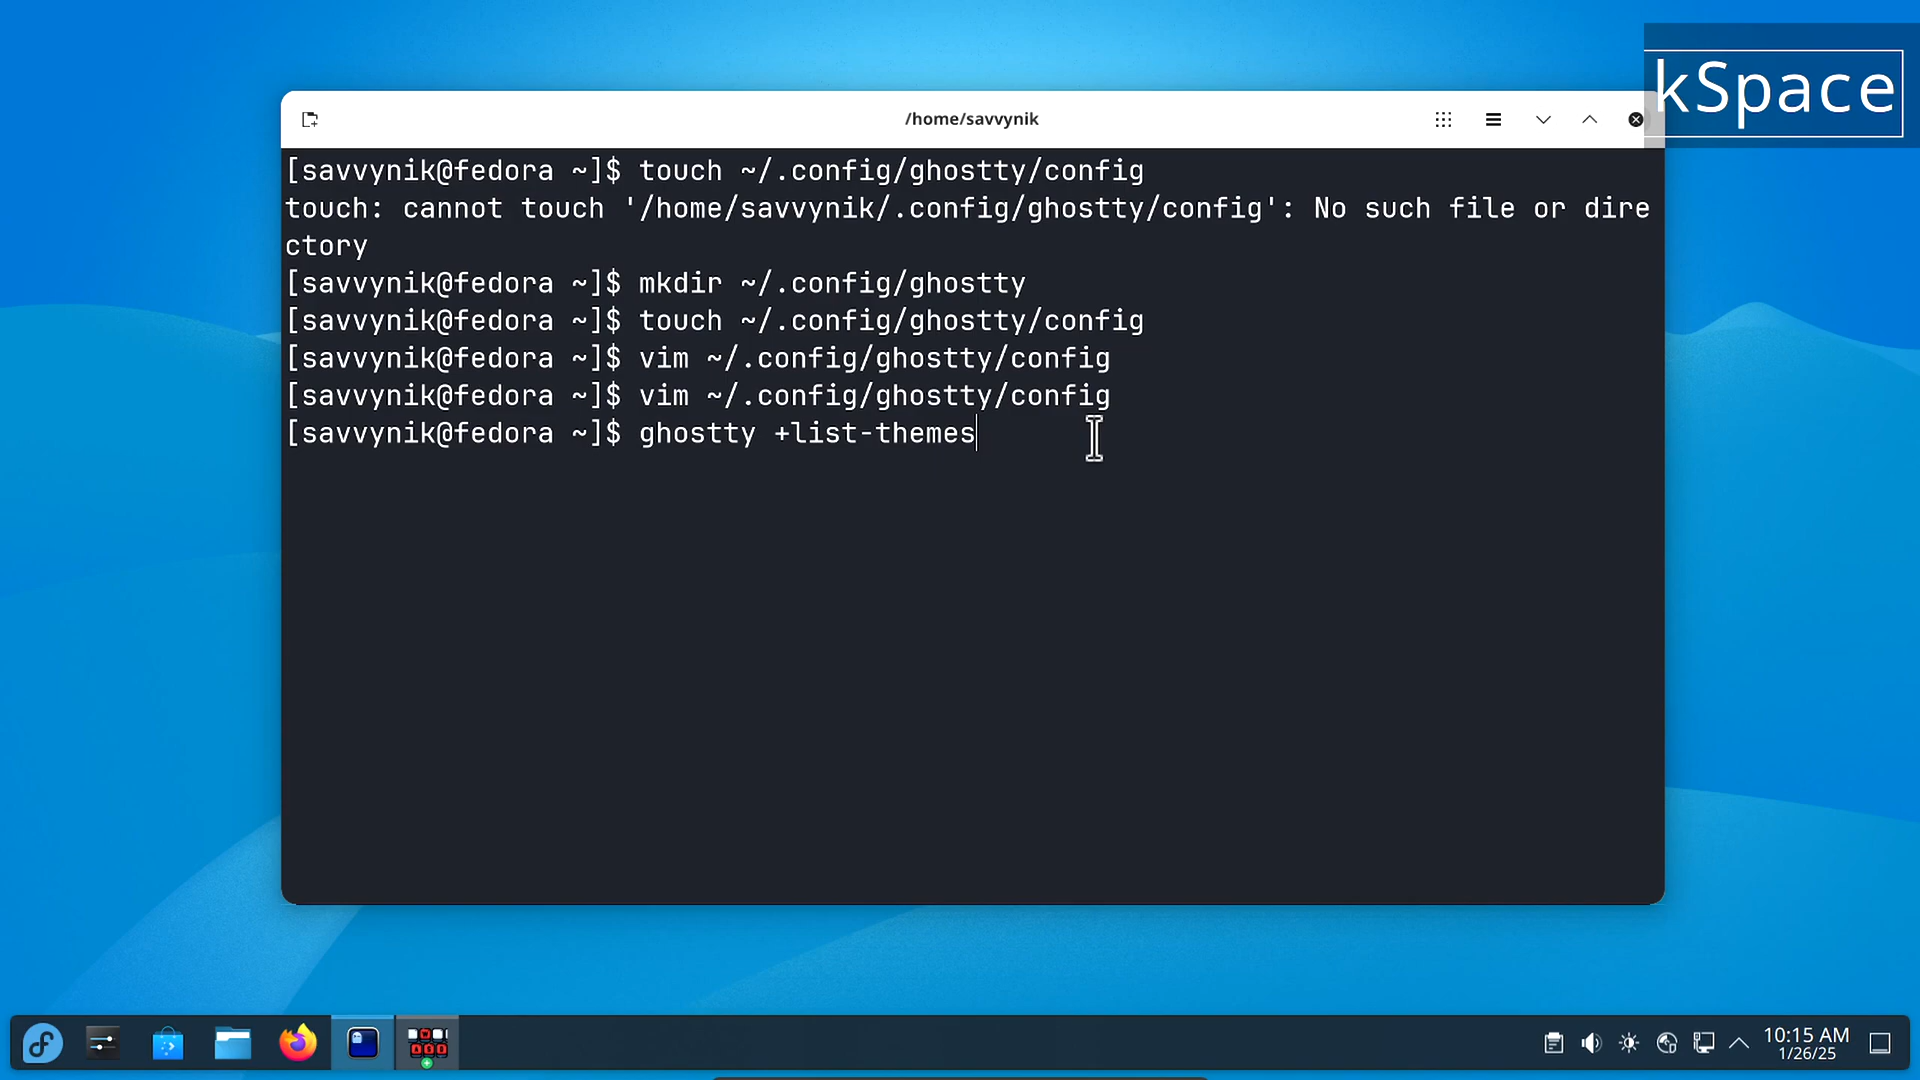 kSpace
/home/savvynik
[savvynik@fedora ~]$ touch ~/.config/ghostty/config
touch: cannot touch '/home/savvynik/.config/ghostty/config': No such file or dire
ctory
[savvynik@fedora ~]$ mkdir ~/.config/ghostty
[savvynik@fedora ~]$ touch ~/.config/ghostty/config
[savvynik@fedora ~]$ vim ~/.config/ghostty/config
[savvynik@fedora ~]$ vim ~/.config/ghostty/config
[savvynik@fedora ~]$ ghostty +list-themes
10:15 AM
1/26/25